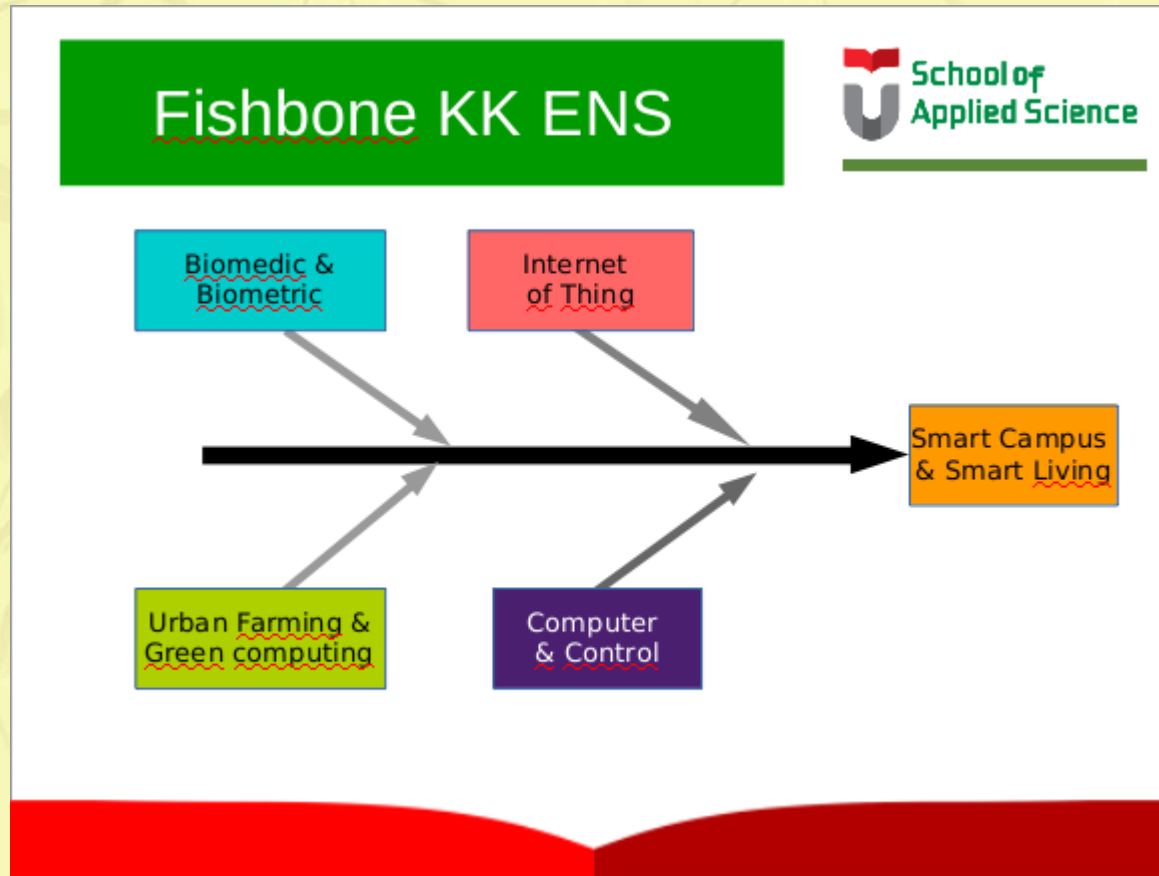 Fishbone KK ENS
School of
Applied Science
Biomedic &
Biometric
Internet
of Thing
Smart Campus
& Smart Living
Urban Farming &
Green computing
Computer
& Control